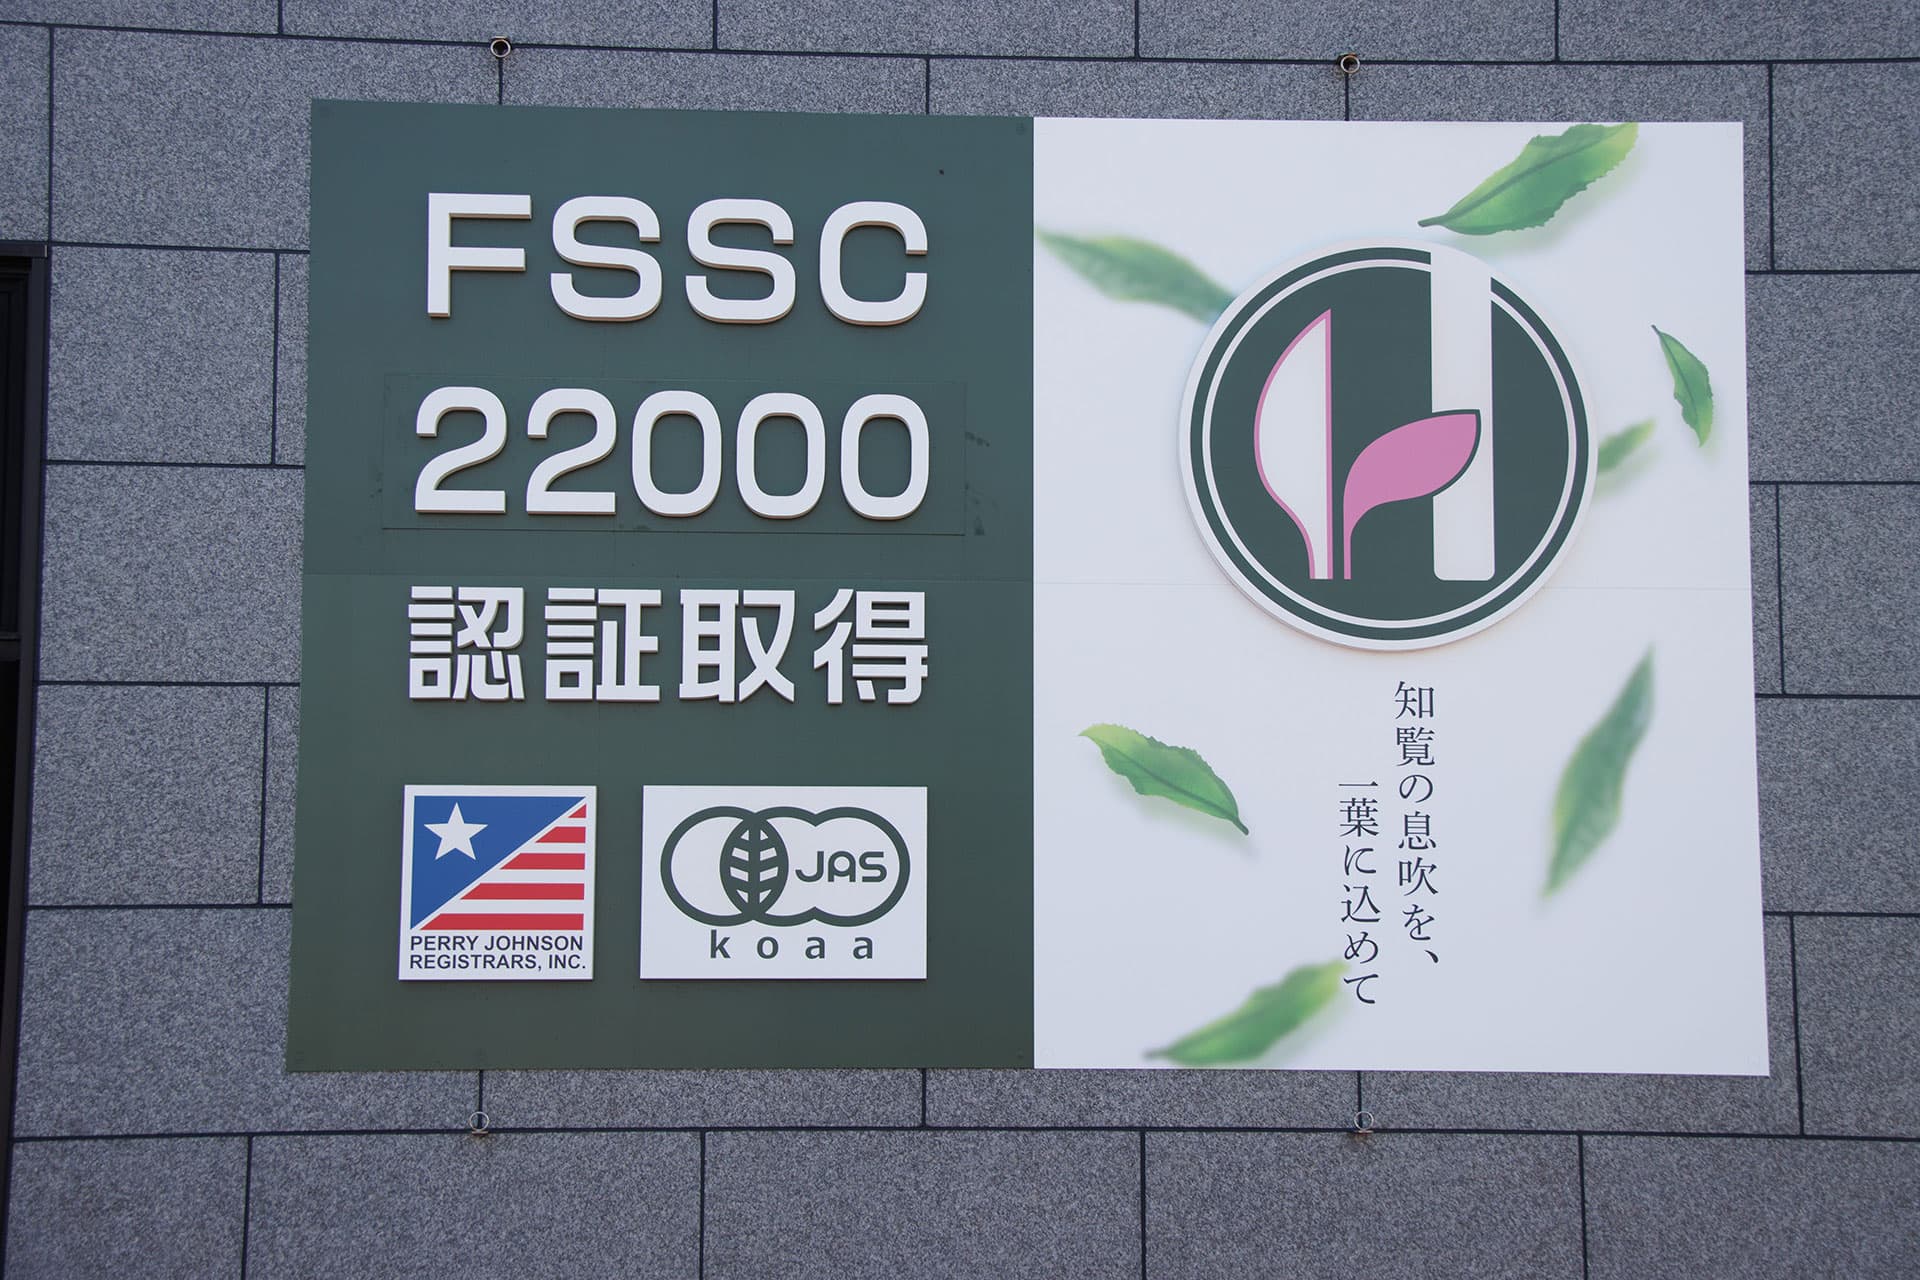 FSSC
22000
認証取得
PERRY JOHNSON
REGISTRARS, INC.
JAS
koaa
知覧の息吹を、
一葉に込めて